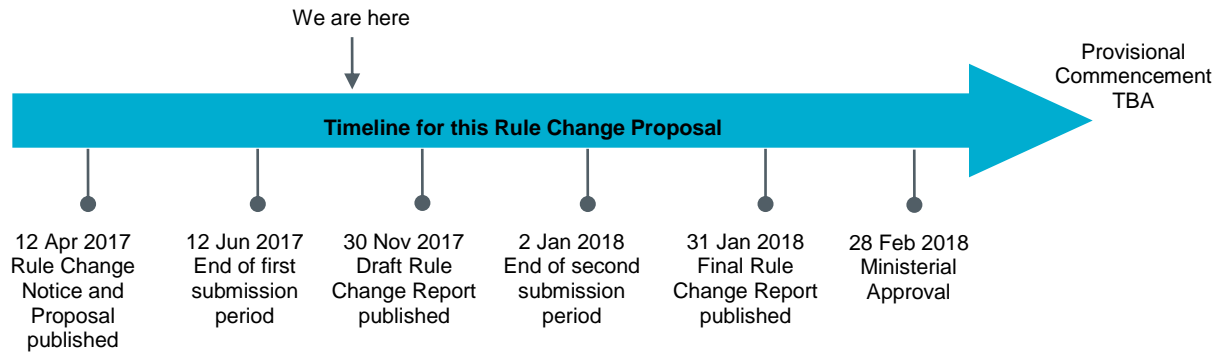 We are here
Provisional
Commencement
TBA
Timeline for this Rule Change Proposal
12 Apr 2017
Rule Change
Notice and
Proposal
published
12 Jun 2017
End of first
submission
period
30 Nov 2017
Draft Rule
Change Report
published
2 Jan 2018
End of second
submission
period
31 Jan 2018
Final Rule
Change Report
published
28 Feb 2018
Ministerial
Approval